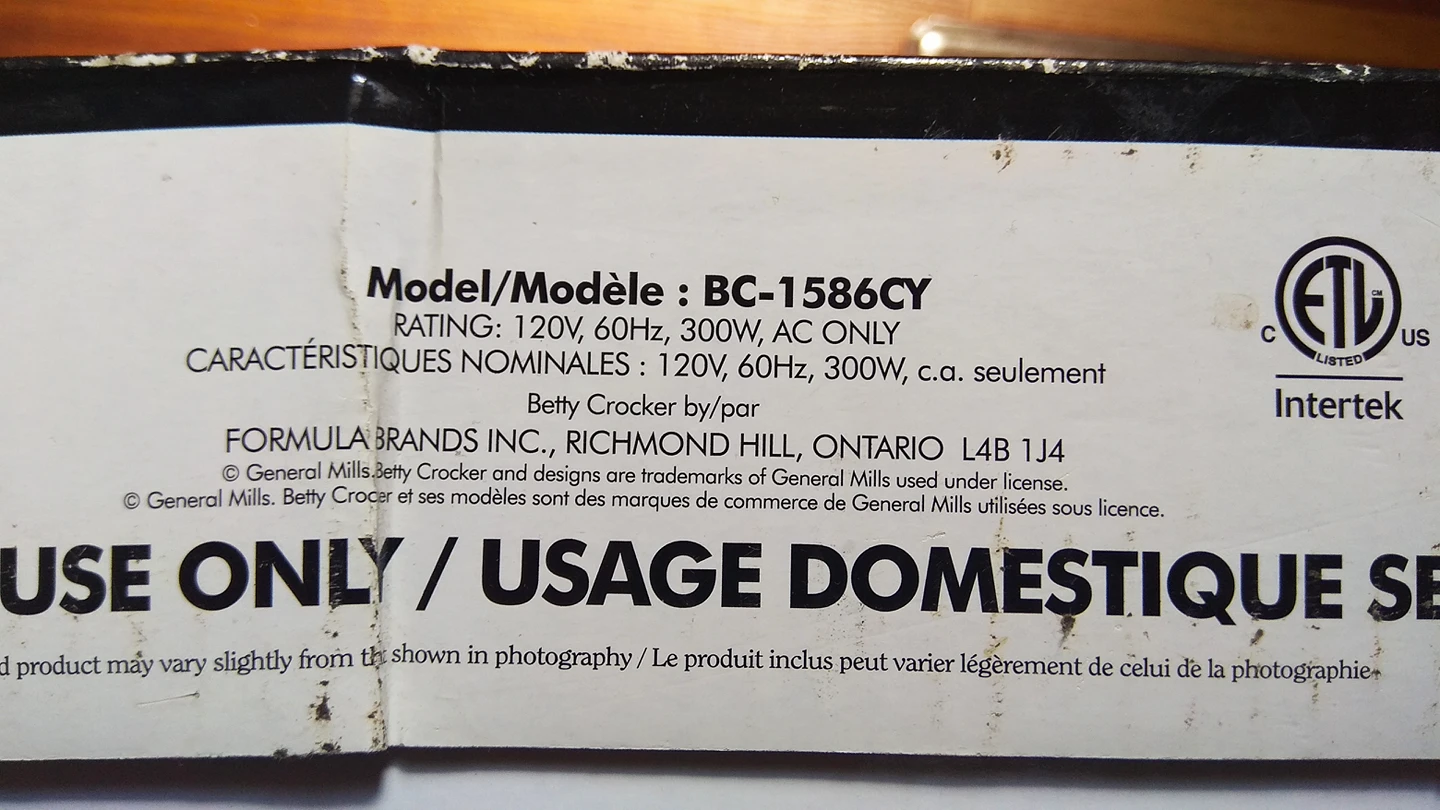 Model/Modèle : BC-1586CY
RATING: 120V, 60Hz, 300W, AC ONLY
CARACTÉRISTIQUES NOMINALES : 120V, 60Hz, 300W, c.a. seulement
Betty Crocker by/par
FORMULA BRANDS INC., RICHMOND HILL, ONTARIO L4B 1J4
© General Mills. Betty Crocker and designs are trademarks of General Mills used under license.
© General Mills. Betty Crocer et ses modèles sont des marques de commerce de General Mills utilisées sous licence.
C ETL CM US
LISTED
Intertek
USE ONLY / USAGE DOMESTIQUE SE
d product may vary slightly from shown in photography / Le produit inclus peut varier légèrement de celui de la photographie.